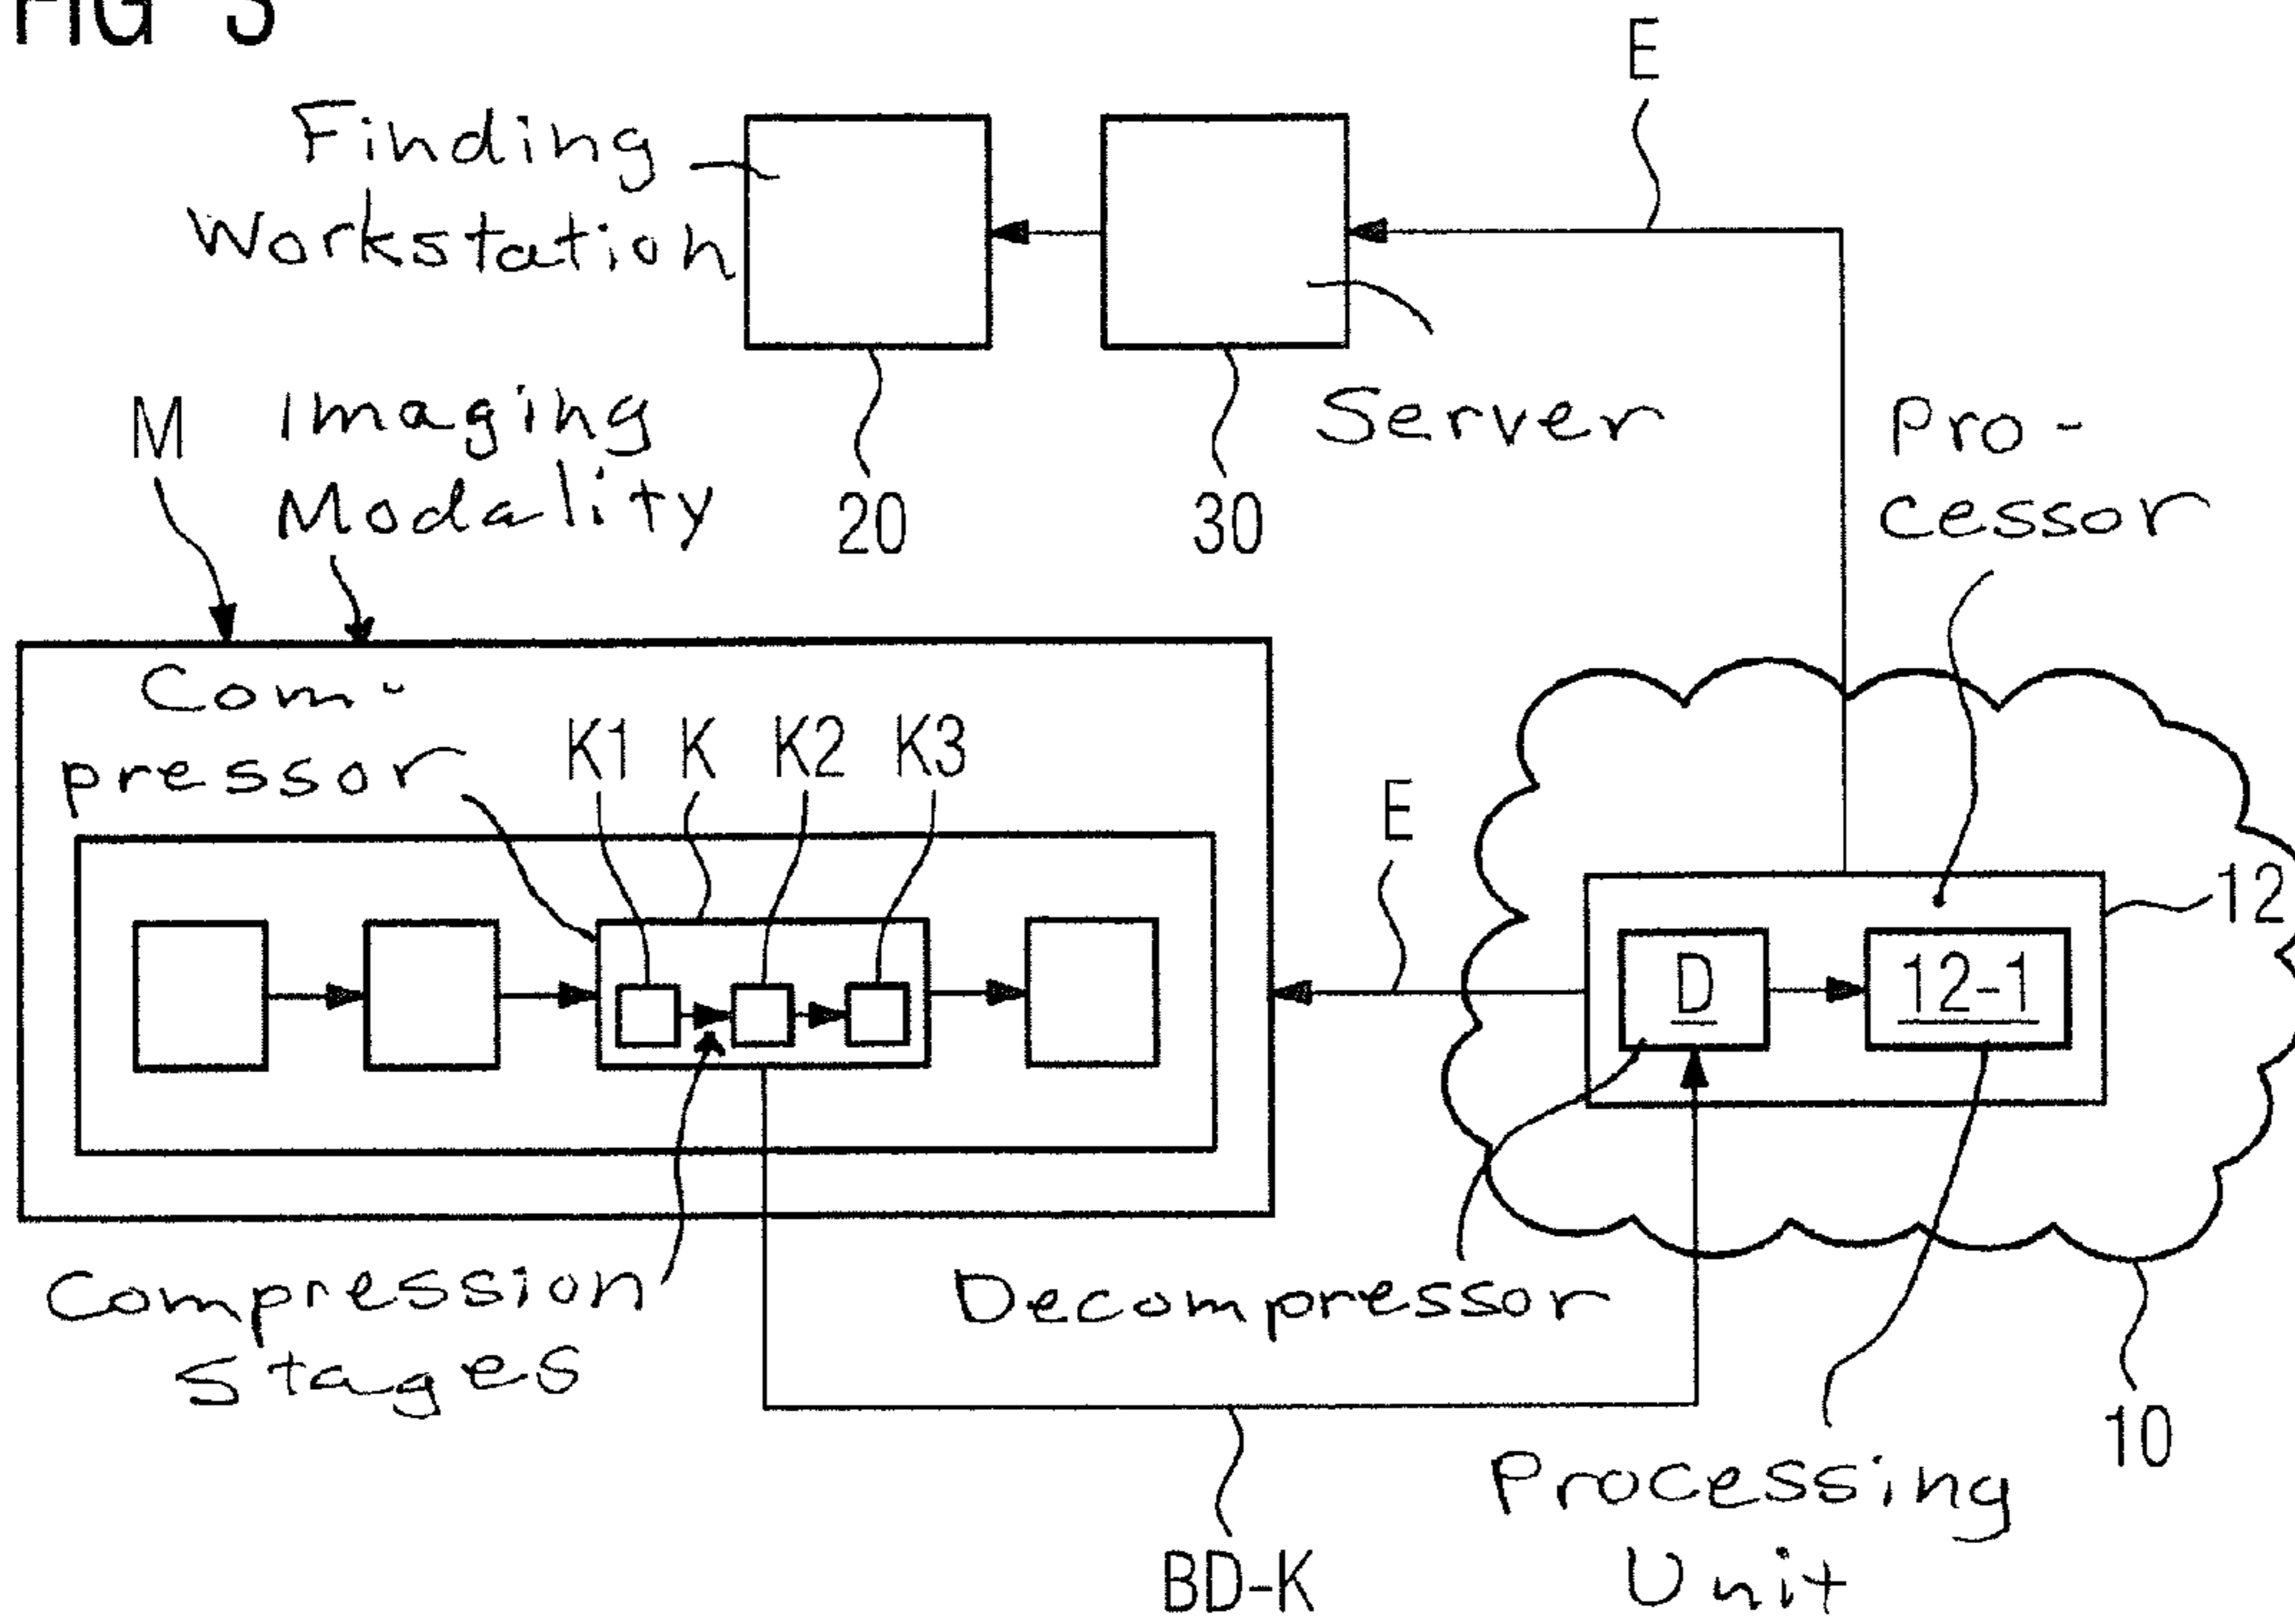 FIG 3
E
Finding
Workstation
M
Imaging
Modality
20
30
Server
Pro-
cessor
Com-
pressor
K1 K K2 K3
E
12
D
12-1
Compression
stages
Decompressor
10
Processing
Unit
BD-K